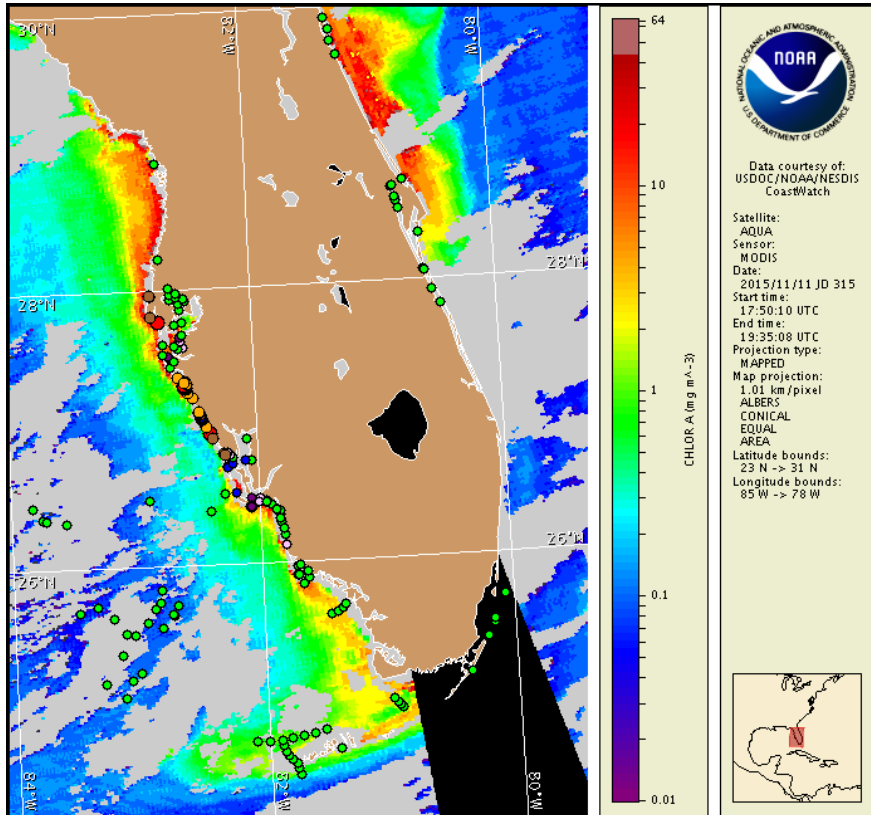 30°N
82°W
80°W
28°N
28°N
26°N
26°N
84°W
82°W
80°W
64
10
1
0.1
0.01
CHLOR A (mg m^-3)
NATIONAL OCEANIC AND ATMOSPHERIC ADMINISTRATION
NOAA
U.S. DEPARTMENT OF COMMERCE
Data courtesy of:
USDOC/NOAA/NESDIS
CoastWatch
Satellite:
AQUA
Sensor:
MODIS
Date:
2015/11/11 JD 315
Start time:
17:50:10 UTC
End time:
19:35:08 UTC
Projection type:
MAPPED
Map projection:
1.01 km/pixel
ALBERS
CONICAL
EQUAL
AREA
Latitude bounds:
23 N -> 31 N
Longitude bounds:
85 W -> 78 W